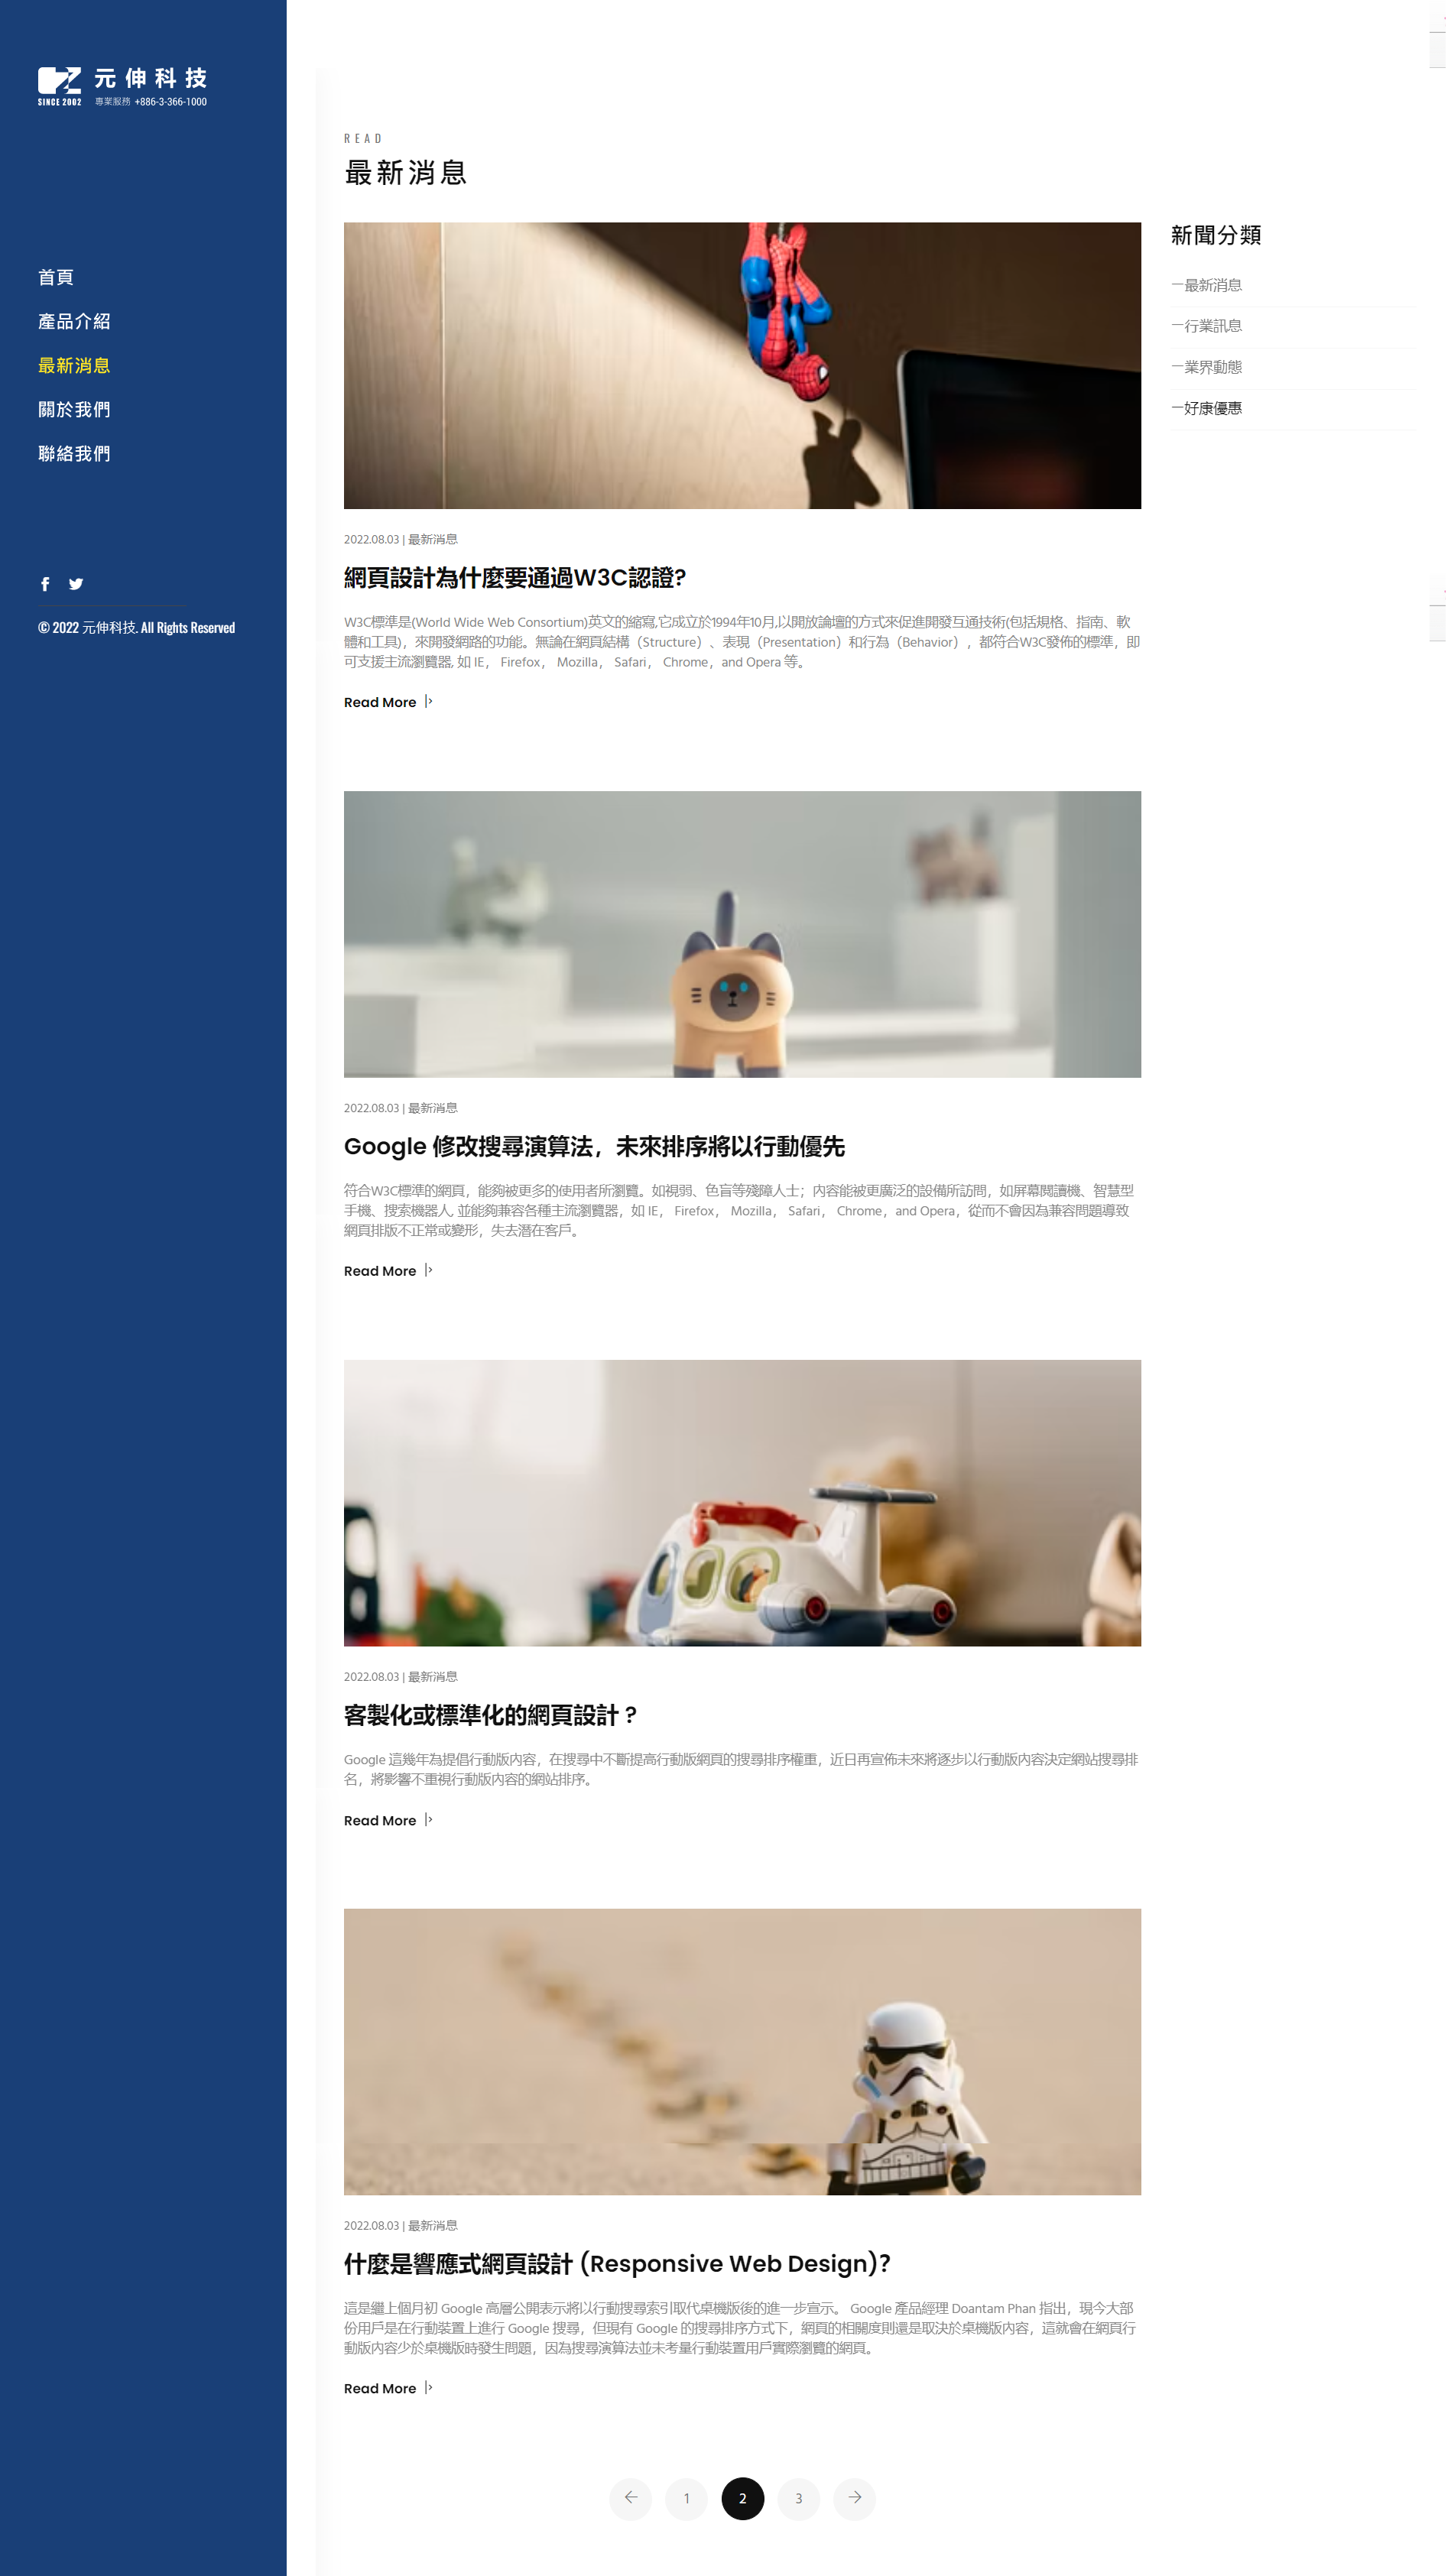 元伸科技
SINCE 2002 專業服務 +886-3-366-1000
首頁
產品介紹
最新消息
關於我們
聯絡我們
© 2022 元伸科技. All Rights Reserved
READ
最新消息
2022.08.03 | 最新消息
網頁設計為什麼要通過W3C認證?
W3C標準是(World Wide Web Consortium)英文的縮寫,它成立於1994年10月,以開放論壇的方式來促進開發互通技術(包括規格、指南、軟
體和工具)，來開發網路的功能。無論在網頁結構（Structure）、表現（Presentation）和行為（Behavior），都符合W3C發佈的標準，即
可支援主流瀏覽器, 如 IE， Firefox， Mozilla， Safari， Chrome，and Opera 等。
Read More
2022.08.03 | 最新消息
Google 修改搜尋演算法，未來排序將以行動優先
符合W3C標準的網頁，能夠被更多的使用者所瀏覽。如視弱、色盲等殘障人士；內容能被更廣泛的設備所訪問，如屏幕閱讀機、智慧型
手機、搜索機器人, 並能夠兼容各種主流瀏覽器，如 IE， Firefox， Mozilla， Safari， Chrome，and Opera，從而不會因為兼容問題導致
網頁排版不正常或變形，失去潛在客戶。
Read More
2022.08.03 | 最新消息
客製化或標準化的網頁設計 ?
Google 這幾年為提倡行動版內容，在搜尋中不斷提高行動版網頁的搜尋排序權重，近日再宣佈未來將逐步以行動版內容決定網站搜尋排
名，將影響不重視行動版內容的網站排序。
Read More
2022.08.03 | 最新消息
什麼是響應式網頁設計 (Responsive Web Design)?
這是繼上個月初 Google 高層公開表示將以行動搜尋索引取代桌機版後的進一步宣示。 Google 產品經理 Doantam Phan 指出，現今大部
份用戶是在行動裝置上進行 Google 搜尋，但現有 Google 的搜尋排序方式下，網頁的相關度則還是取決於桌機版內容，這就會在網頁行
動版內容少於桌機版時發生問題，因為搜尋演算法並未考量行動裝置用戶實際瀏覽的網頁。
Read More
1 2 3
新聞分類
最新消息
行業訊息
業界動態
好康優惠